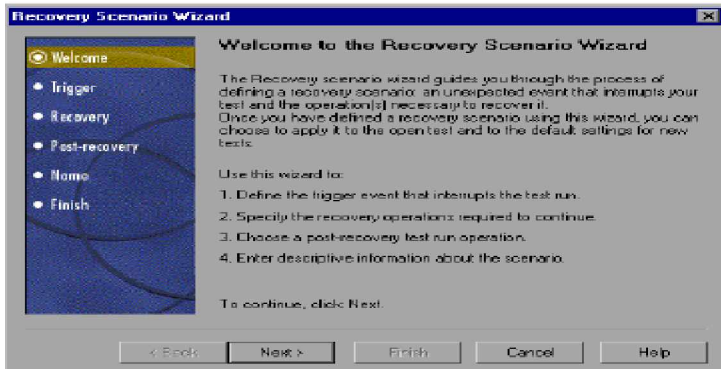 Recovery Scenario Wizard
Welcome
Trigger
Recovery
Post-recovery
Name
Finish
Welcome to the Recovery Scenario Wizard
The Recovery scenario wizard guides you through the process of
defining a recovery scenario: an unexpected event that interrupts your
test and the operation(s) necessary to recover it.
Once you have defined a recovery scenario using this wizard, you can
choose to apply it to the open test and to the default settings for new
tests.
Use this wizard to:
1. Define the trigger event that interrupts the test run.
2. Specify the recovery operations required to continue.
3. Choose a post-recovery test run operation.
4. Enter descriptive information about the scenario.
To continue, click Next.
< Back
Next >
Finish
Cancel
Help